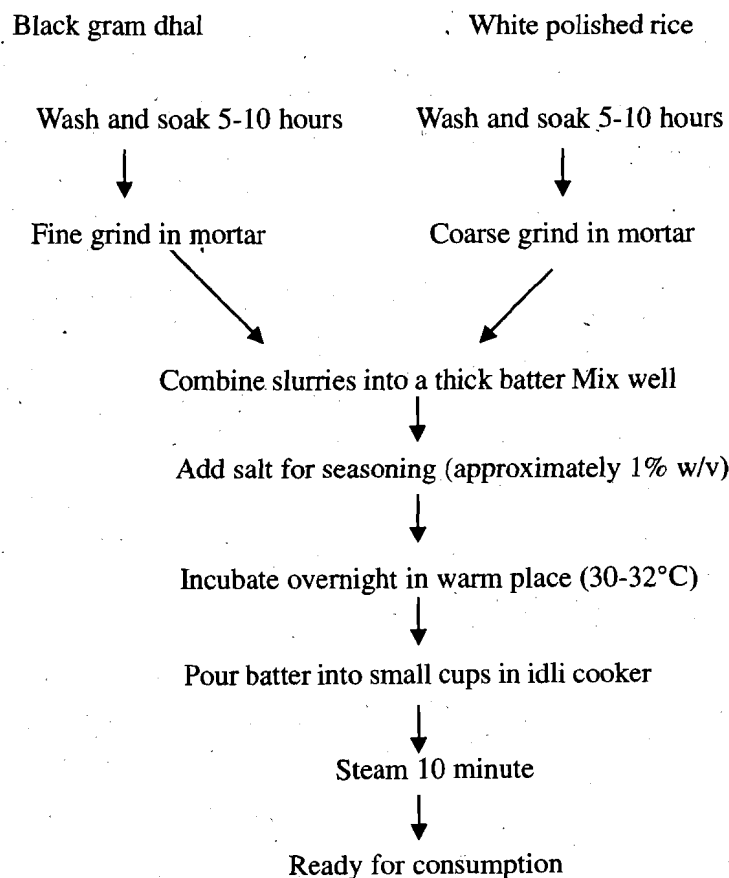 Black gram dhal
White polished rice
Wash and soak 5-10 hours
Wash and soak 5-10 hours
Fine grind in mortar
Coarse grind in mortar
Combine slurries into a thick batter Mix well
Add salt for seasoning (approximately 1% w/v)
Incubate overnight in warm place (30-32°C)
Pour batter into small cups in idli cooker
Steam 10 minute
Ready for consumption